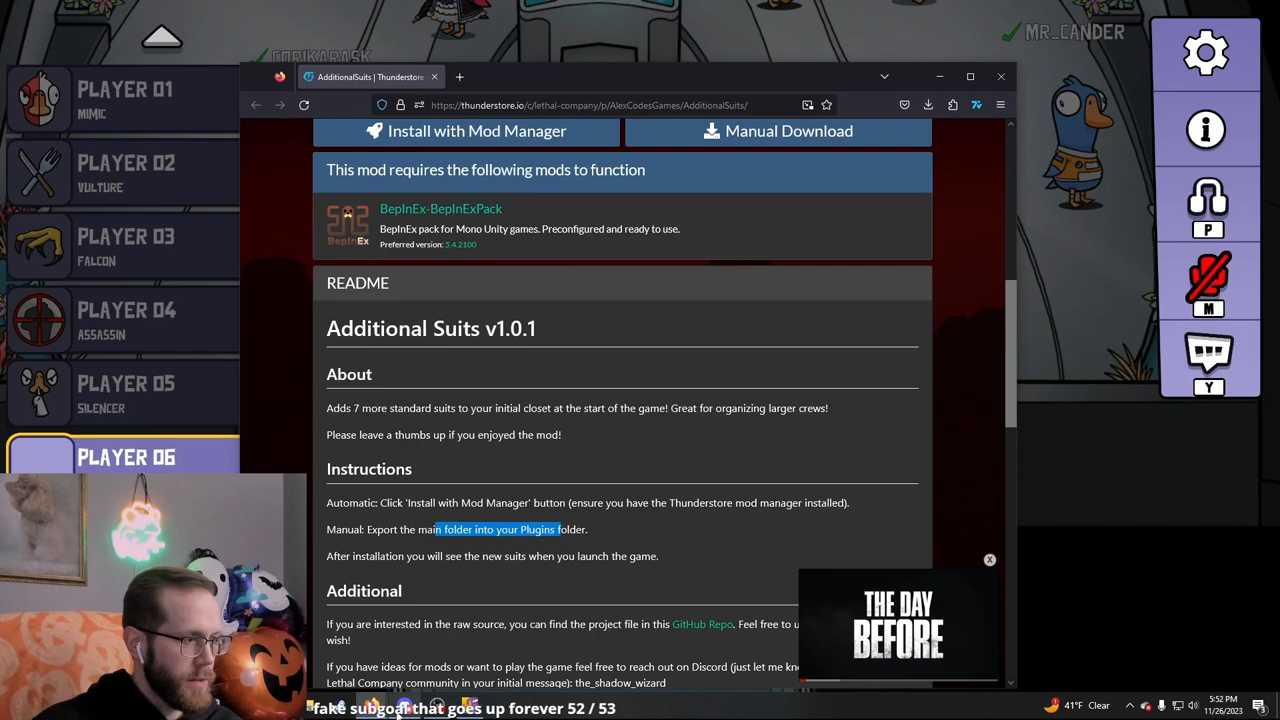 CORIKARASK
MR_CANDER
PLAYER 01
MIMIC
PLAYER 02
VULTURE
PLAYER 03
FALCON
PLAYER 04
ASSASSIN
PLAYER 05
SILENCER
PLAYER 06
AdditionalSuits | Thunderstore
https://thunderstore.io/c/lethal-company/p/AlexCodesGames/AdditionalSuits/
Install with Mod Manager
Manual Download
This mod requires the following mods to function
BepInEx
BepInEx-BepInExPack
BepInEx pack for Mono Unity games. Preconfigured and ready to use.
Preferred version: 5.4.2100
README
Additional Suits v1.0.1
About
Adds 7 more standard suits to your initial closet at the start of the game! Great for organizing larger crews!
Please leave a thumbs up if you enjoyed the mod!
Instructions
Automatic: Click 'Install with Mod Manager' button (ensure you have the Thunderstore mod manager installed).
Manual: Export the main folder into your Plugins folder.
After installation you will see the new suits when you launch the game.
Additional
If you are interested in the raw source, you can find the project file in this GitHub Repo. Feel free to u
wish!
If you have ideas for mods or want to play the game feel free to reach out on Discord (just let me kno
Lethal Company community in your initial message): the_shadow_wizard
THE DAY
BEFORE
P
M
Y
fake subgoal that goes up forever 52 / 53
41°F Clear
5:52 PM
11/26/2023